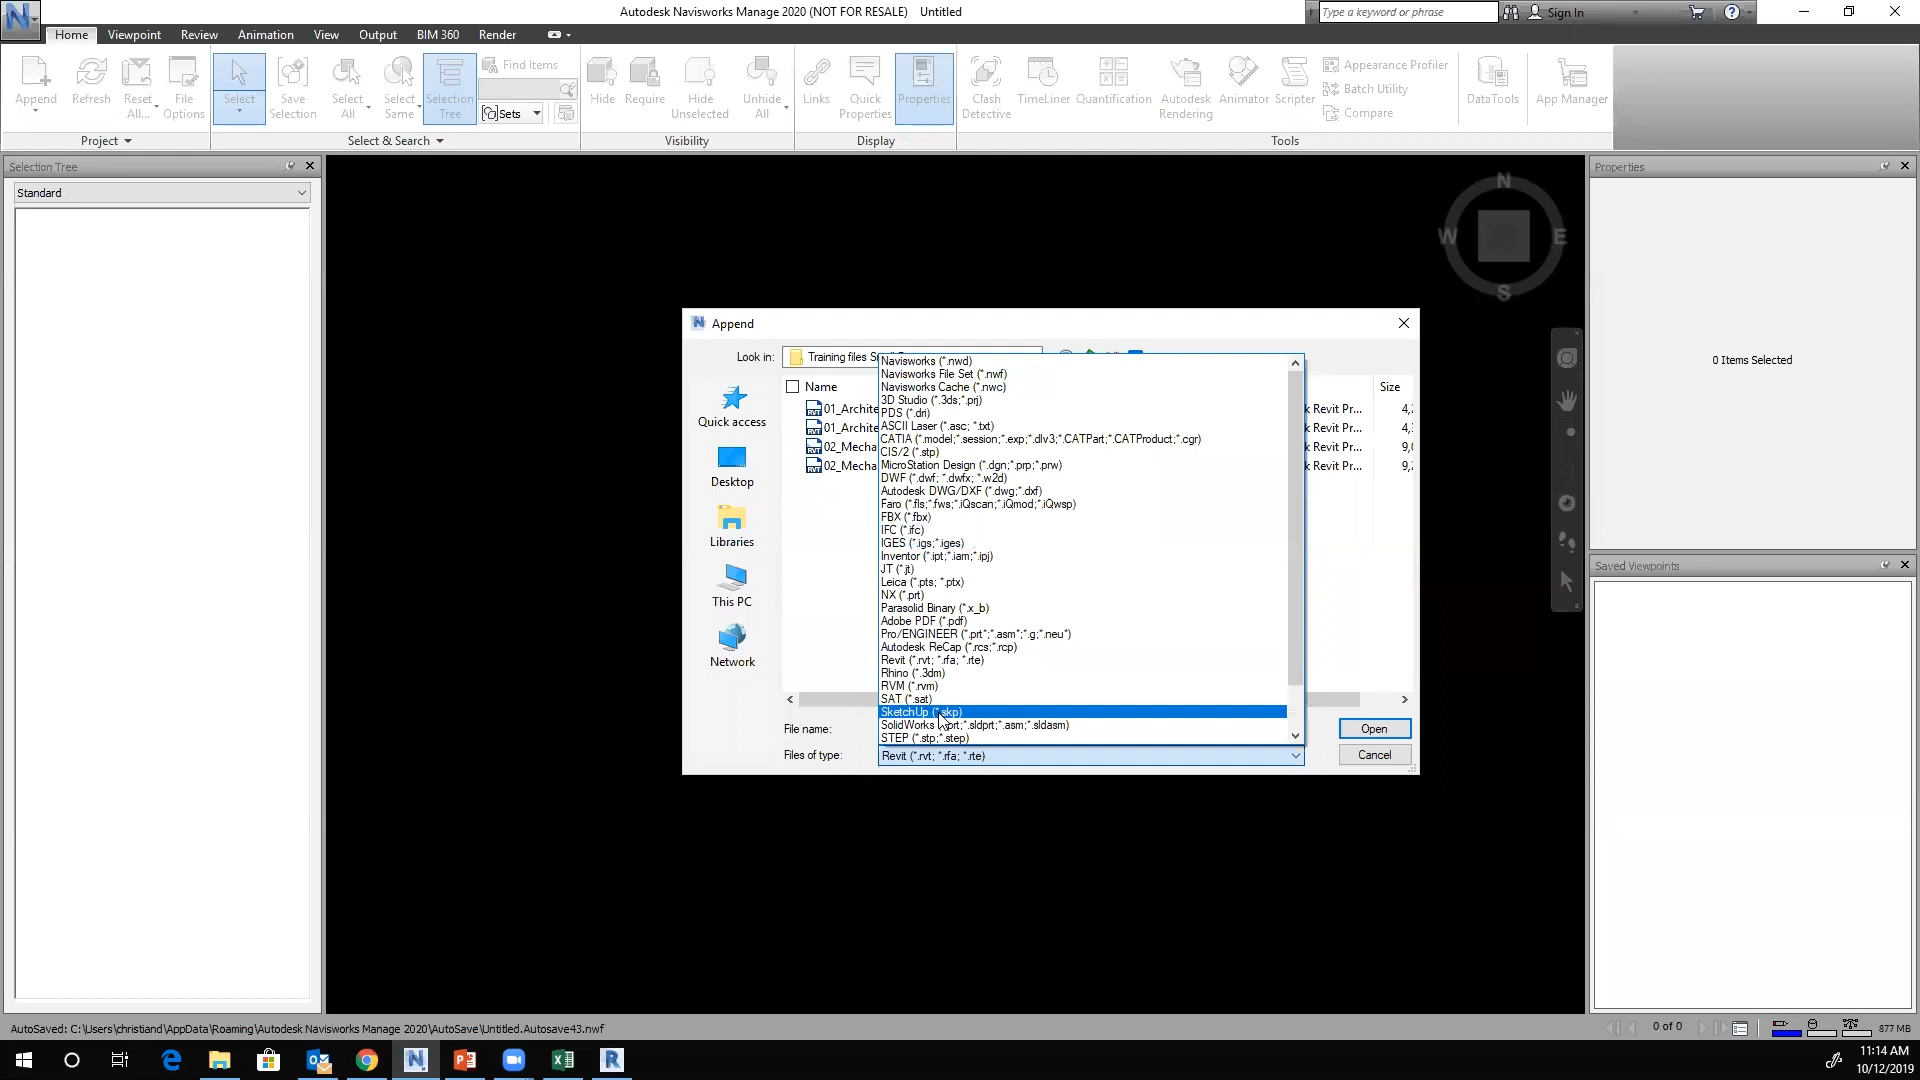 Autodesk Navisworks Manage 2020 (NOT FOR RESALE) Untitled
Type a keyword or phrase
Sign In
Home Viewpoint Review Animation View Output BIM 360 Render
Append
Refresh
Reset All...
File Options
Select
Save Selection
Select All
Select Same
Selection Tree
Find Items
Sets
Hide
Require
Hide Unselected
Unhide All
Links
Quick Properties
Properties
Clash Detective
TimeLiner
Quantification
Autodesk Rendering
Animator
Scripter
Appearance Profiler
Batch Utility
Compare
DataTools
App Manager
Project
Select & Search
Visibility
Display
Tools
Selection Tree
Standard
Properties
0 Items Selected
Saved Viewpoints
N
W
E
S
Append
Look in:
Training files
Name
Size
01_Archite
k Revit Pr...
4,
01_Archite
k Revit Pr...
4,
02_Mecha
k Revit Pr...
9,
02_Mecha
k Revit Pr...
9,
Quick access
Desktop
Libraries
This PC
Network
Navisworks (*.nwd)
Navisworks File Set (*.nwf)
Navisworks Cache (*.nwc)
3D Studio (*.3ds;*.prj)
PDS (*.dri)
ASCII Laser (*.asc; *.txt)
CATIA (*.model;*.session;*.exp;*.dlv3;*.CATPart;*.CATProduct;*.cgr)
CIS/2 (*.stp)
MicroStation Design (*.dgn;*.prp;*.prw)
DWF (*.dwf; *.dwfx; *.w2d)
Autodesk DWG/DXF (*.dwg;*.dxf)
Faro (*.fls;*.fws;*.iQscan;*.iQmod;*.iQwsp)
FBX (*.fbx)
IFC (*.ifc)
IGES (*.igs;*.iges)
Inventor (*.ipt;*.iam;*.ipj)
JT (*.jt)
Leica (*.pts; *.ptx)
NX (*.prt)
Parasolid Binary (*.x_b)
Adobe PDF (*.pdf)
Pro/ENGINEER (*.prt*;*.asm*;*.g;*.neu*)
Autodesk ReCap (*.rcs;*.rcp)
Revit (*.rvt; *.rfa; *.rte)
Rhino (*.3dm)
RVM (*.rvm)
SAT (*.sat)
SketchUp (*.skp)
SolidWorks prt;*.sldprt;*.asm;*.sldasm)
STEP (*.stp;*.step)
File name:
Open
Files of type:
Revit (*.rvt; *.rfa; *.rte)
Cancel
AutoSaved: C:\Users\christiand\AppData\Roaming\Autodesk Navisworks Manage 2020\AutoSave\Untitled.Autosave43.nwf
0 of 0
877 MB
11:14 AM
10/12/2019